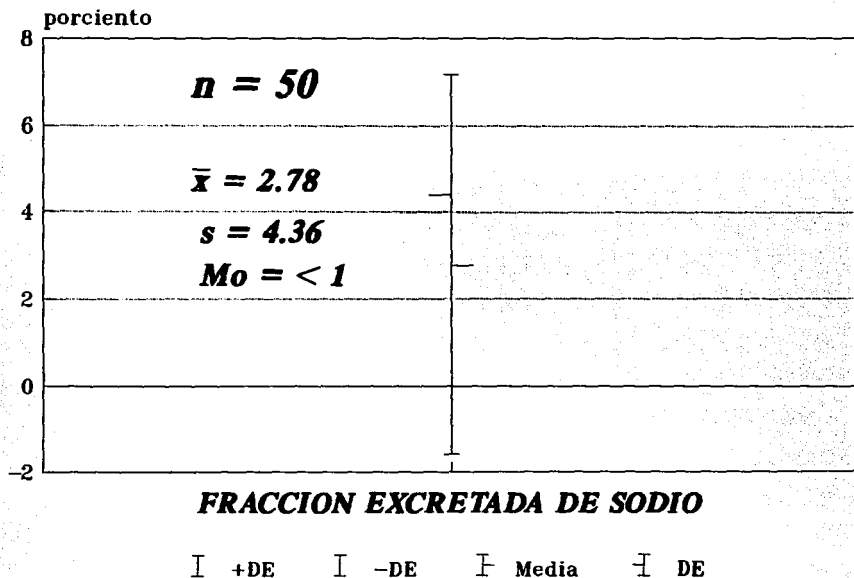 porciento
8
n = 50
6
x̄ = 2.78
4
s = 4.36
Mo = < 1
2
0
-2
FRACCION EXCRETADA DE SODIO
+DE -DE Media DE